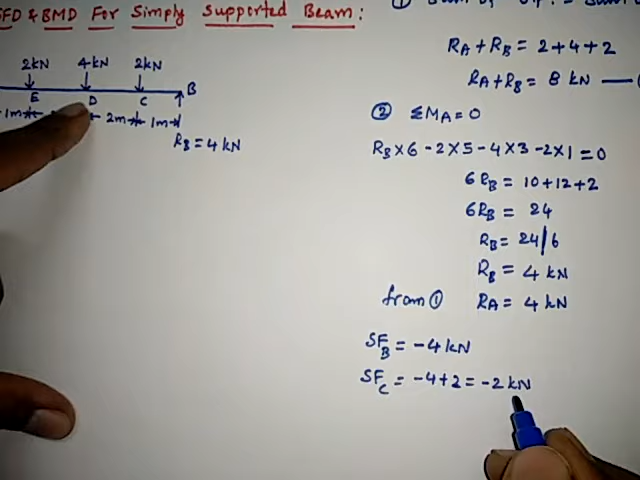 SFD & BMD For Simply Supported Beam :
2kN 4kN 2kN
B
E D C
1m 2m 1m
RB = 4 kN
RA + RB = 2+4+2
RA+RB = 8 kN
② ΣMA = 0
RB×6 - 2×5 - 4×3 - 2×1 = 0
6RB = 10+12+2
6RB = 24
RB = 24/6
RB = 4 kN
from ① RA = 4 kN
SFB = -4 kN
SFC = -4+2 = -2 kN